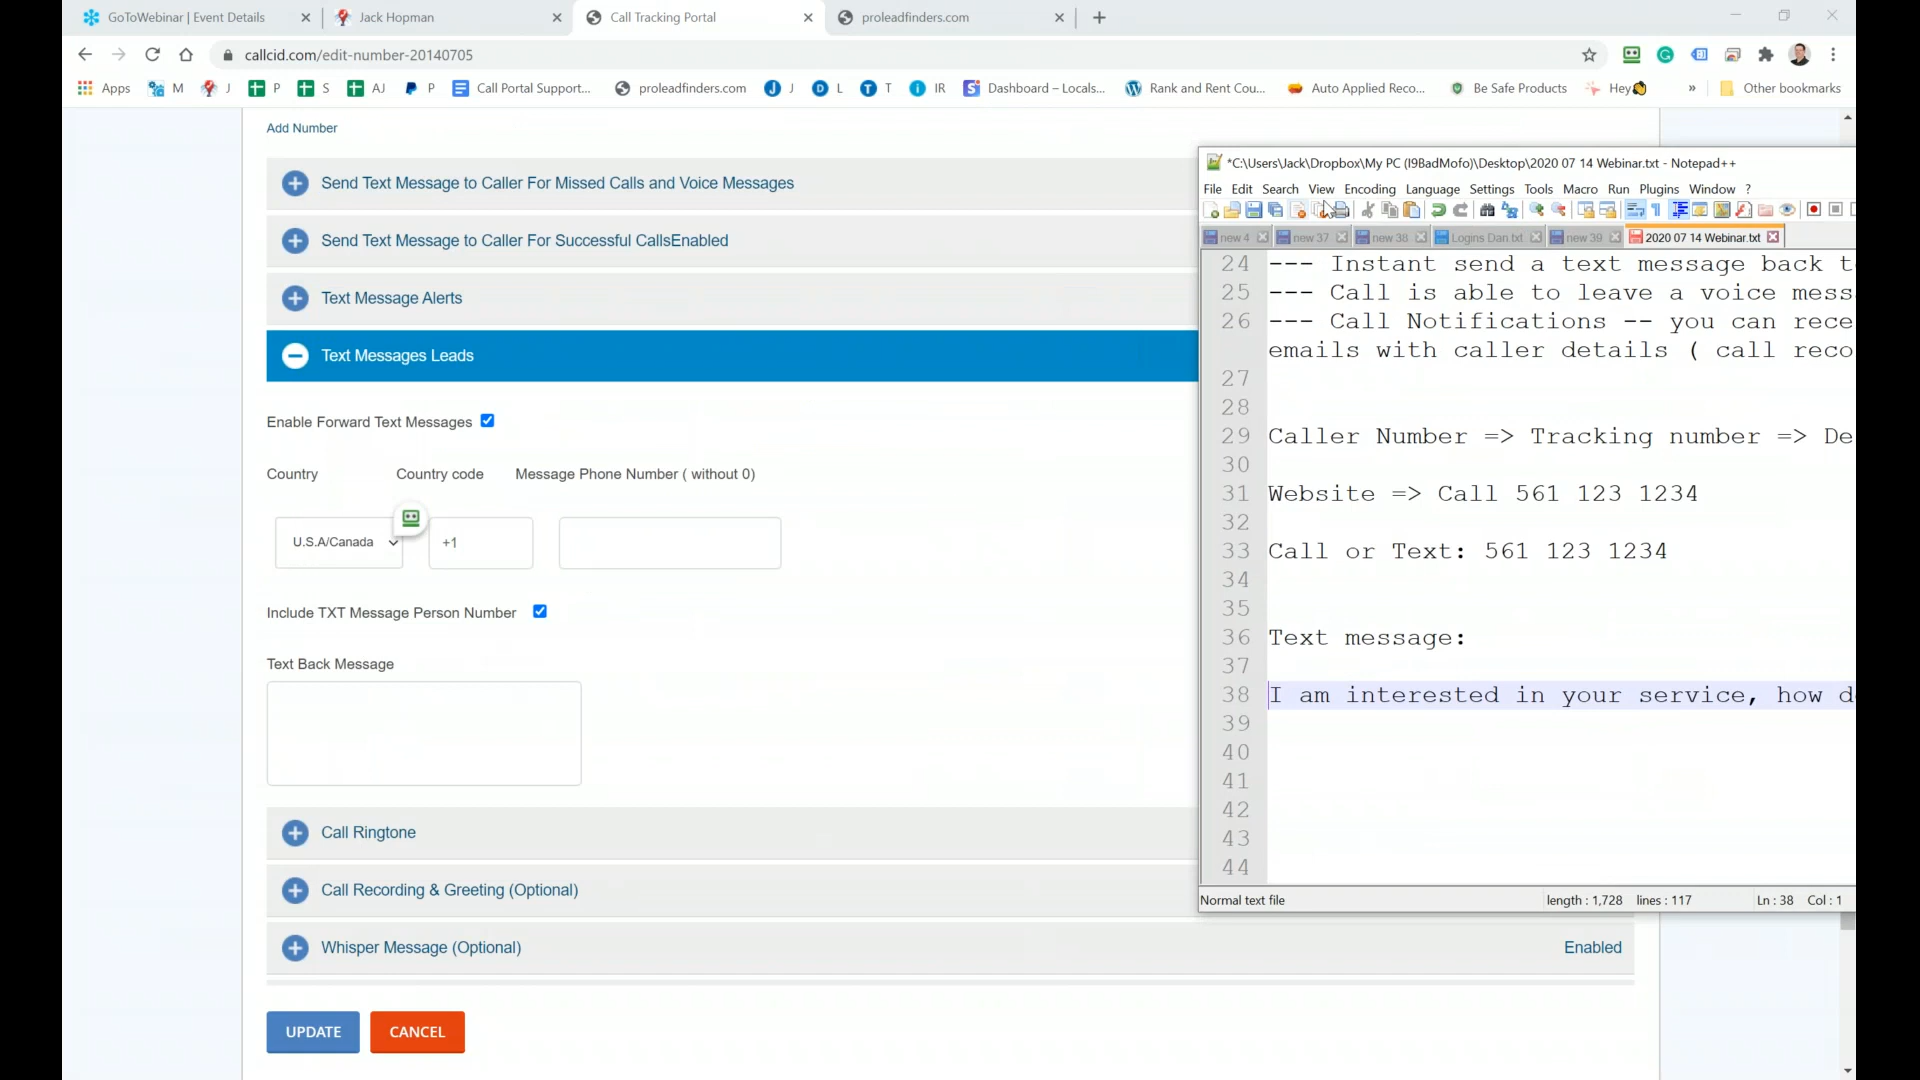 GoToWebinar | Event Details
Jack Hopman
Call Tracking Portal
proleadfinders.com
callcid.com/edit-number-20140705
Apps
M
J
P
S
AJ
P
Call Portal Support...
proleadfinders.com
J
L
T
IR
Dashboard – Locals...
Rank and Rent Cou...
Auto Applied Reco...
Be Safe Products
Hey
»
Other bookmarks
Add Number
Send Text Message to Caller For Missed Calls and Voice Messages
Send Text Message to Caller For Successful CallsEnabled
Text Message Alerts
Text Messages Leads
Enable Forward Text Messages
Country
Country code
Message Phone Number ( without 0)
U.S.A/Canada
+1
Include TXT Message Person Number
Text Back Message
Call Ringtone
Call Recording & Greeting (Optional)
Whisper Message (Optional)
Enabled
UPDATE
CANCEL
*C:\Users\Jack\Dropbox\My PC (I9BadMofo)\Desktop\2020 07 14 Webinar.txt - Notepad++
File Edit Search View Encoding Language Settings Tools Macro Run Plugins Window ?
new 4
new 37
new 38
Logins Dan.txt
new 39
2020 07 14 Webinar.txt
24 --- Instant send a text message back t
25 --- Call is able to leave a voice mess
26 --- Call Notifications -- you can rece
emails with caller details ( call reco
27
28
29 Caller Number => Tracking number => De
30
31 Website => Call 561 123 1234
32
33 Call or Text: 561 123 1234
34
35
36 Text message:
37
38 I am interested in your service, how d
39
40
41
42
43
44
Normal text file
length : 1,728 lines : 117
Ln : 38 Col : 1